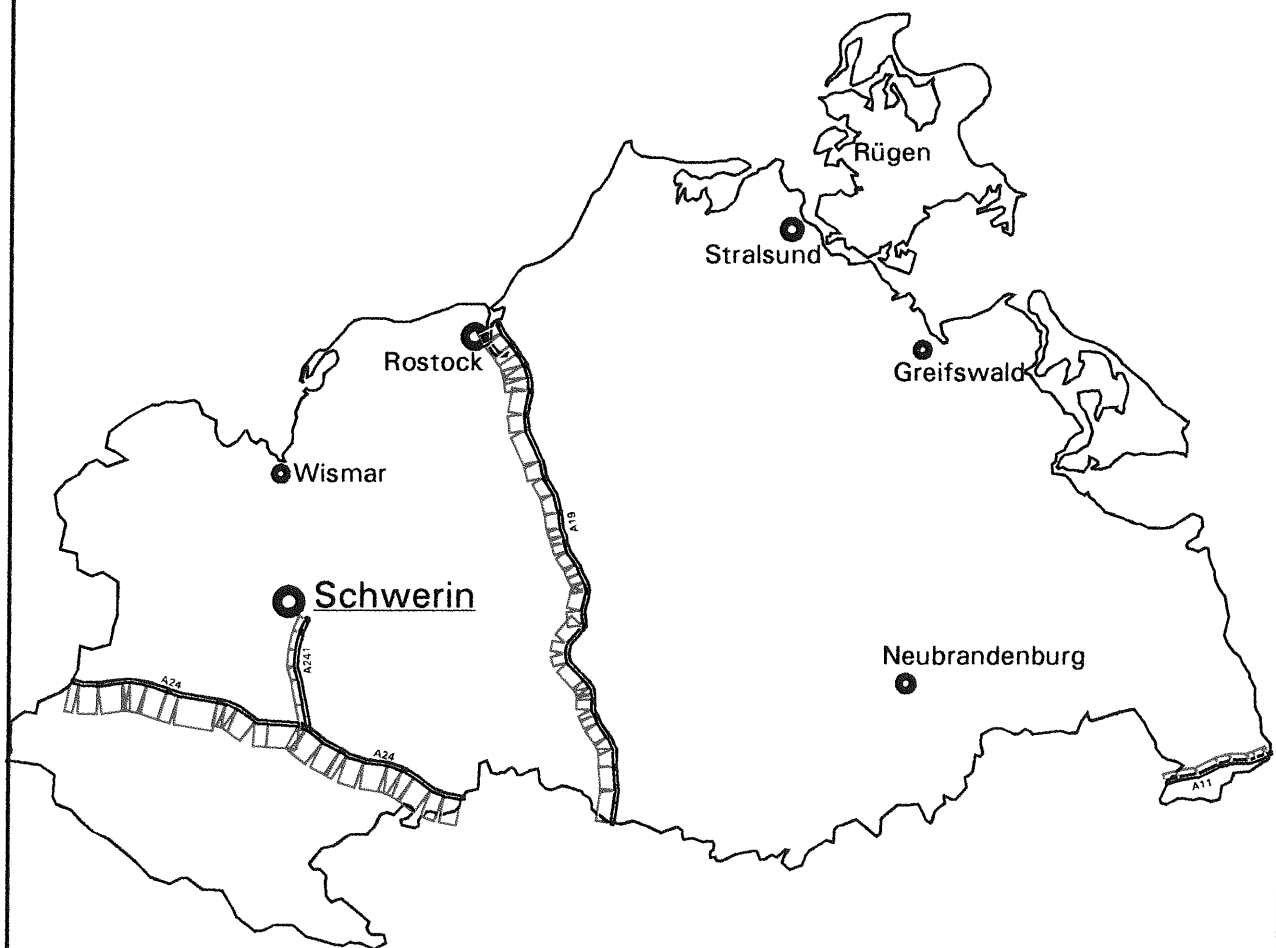 Rügen
Stralsund
Rostock
Greifswald
Wismar
A19
Schwerin
A241
Neubrandenburg
A24
A24
A11